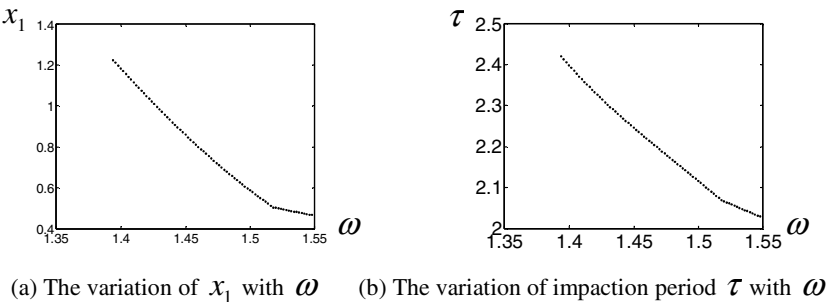 x₁ 1.4
1.2
1
0.8
0.6
0.4
1.35 1.4 1.45 1.5 1.55 ω
(a) The variation of x₁ with ω
τ 2.5
2.4
2.3
2.2
2.1
2
1.35 1.4 1.45 1.5 1.55 ω
(b) The variation of impaction period τ with ω